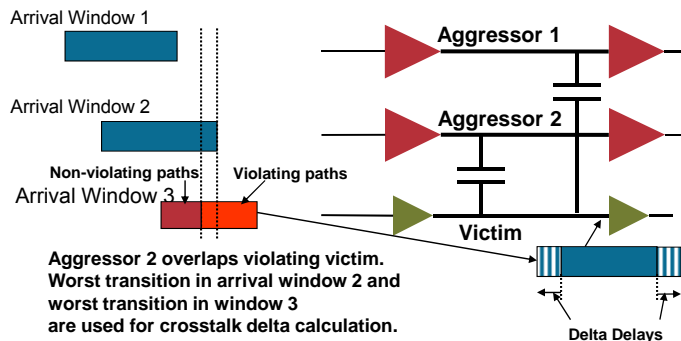 Arrival Window 1
Aggressor 1
Arrival Window 2
Aggressor 2
Non-violating paths
Violating paths
Arrival Window 3
Victim
Aggressor 2 overlaps violating victim.
Worst transition in arrival window 2 and
worst transition in window 3
are used for crosstalk delta calculation.
Delta Delays